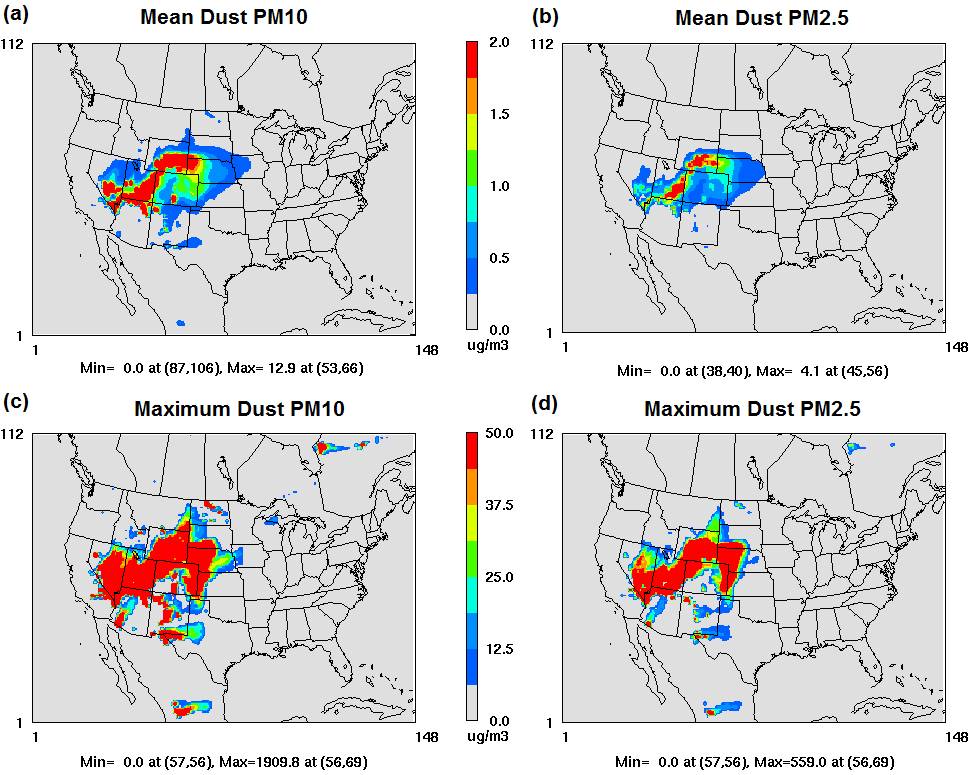 (a) Mean Dust PM10
(b) Mean Dust PM2.5
112
2.0
1.5
1.0
0.5
0.0
ug/m3
112
1
1
148
1
1
148
Min= 0.0 at (87,106), Max= 12.9 at (53,66)
Min= 0.0 at (38,40), Max= 4.1 at (45,56)
(c) Maximum Dust PM10
(d) Maximum Dust PM2.5
112
50.0
37.5
25.0
12.5
0.0
ug/m3
112
1
1
148
1
1
148
Min= 0.0 at (57,56), Max=1909.8 at (56,69)
Min= 0.0 at (57,56), Max=559.0 at (56,69)